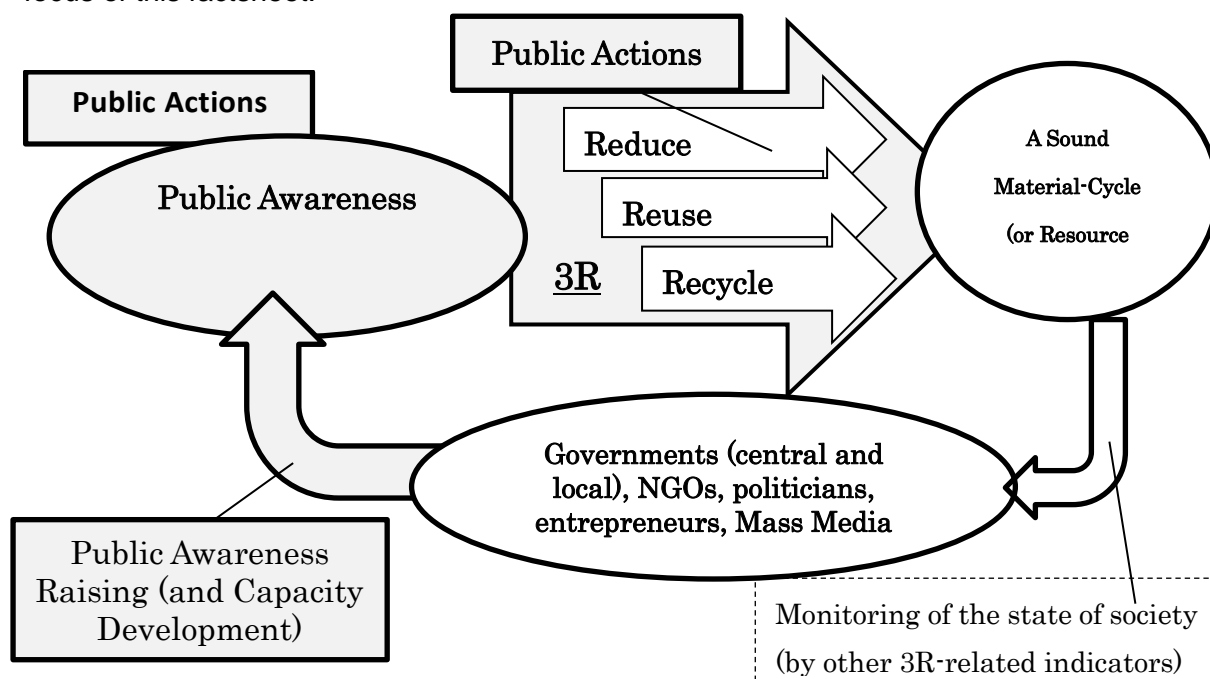 focus of this factsheet.
Public Actions
Public Actions
Public Awareness
Reduce
Reuse
3R
Recycle
A Sound
Material-Cycle
(or Resource
Governments (central and
local), NGOs, politicians,
entrepreneurs, Mass Media
Public Awareness
Raising (and Capacity
Development)
Monitoring of the state of society
(by other 3R-related indicators)